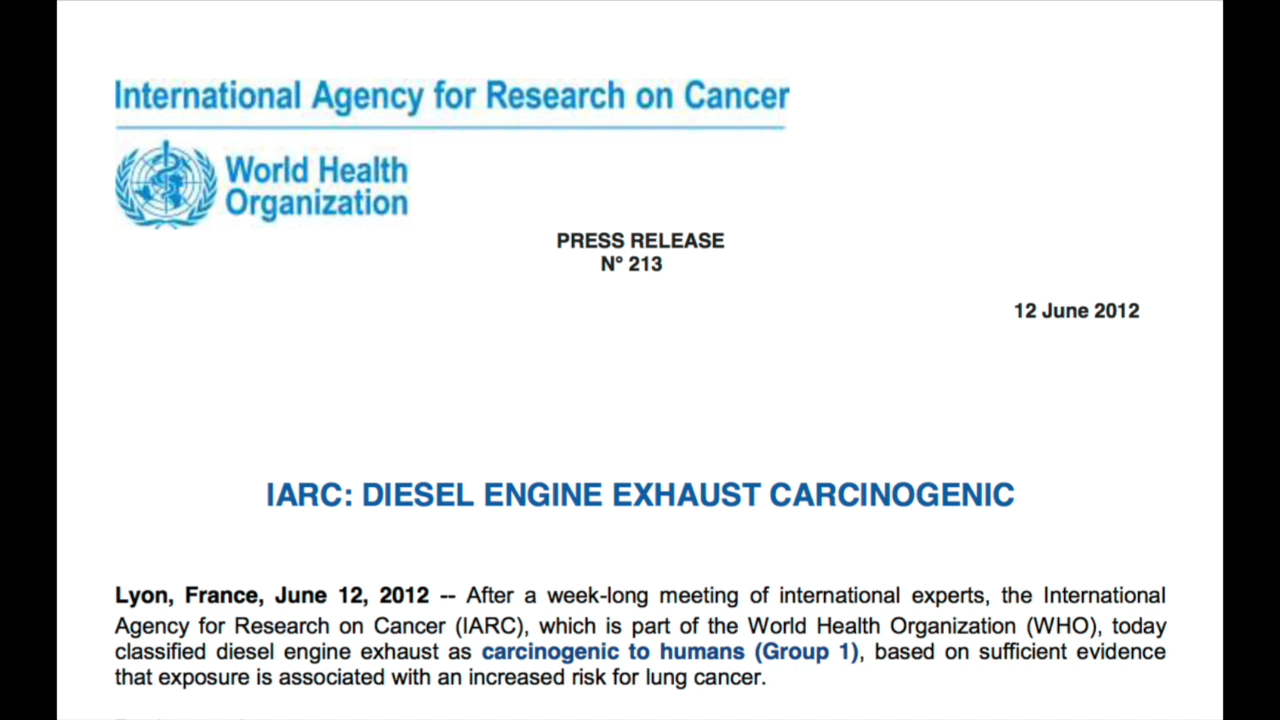 International Agency for Research on Cancer
World Health
Organization
PRESS RELEASE
N° 213
12 June 2012
IARC: DIESEL ENGINE EXHAUST CARCINOGENIC
Lyon, France, June 12, 2012 -- After a week-long meeting of international experts, the International
Agency for Research on Cancer (IARC), which is part of the World Health Organization (WHO), today
classified diesel engine exhaust as carcinogenic to humans (Group 1), based on sufficient evidence
that exposure is associated with an increased risk for lung cancer.